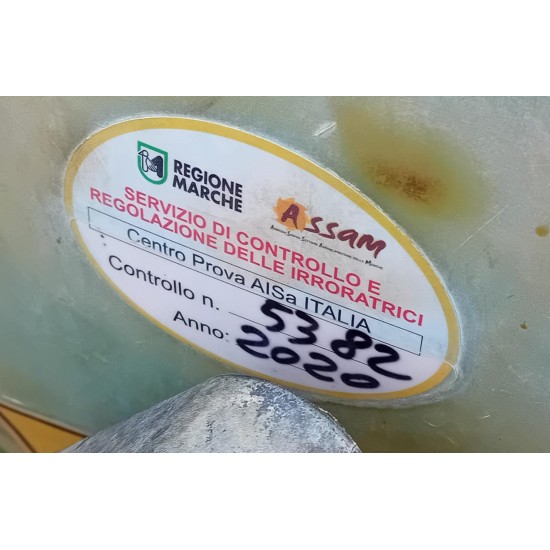 REGIONE
MARCHE
Assam
SERVIZIO DI CONTROLLO E
REGOLAZIONE DELLE IRRORATRICI
Centro Prova AISa ITALIA
Controllo n. 5382
Anno: 2020